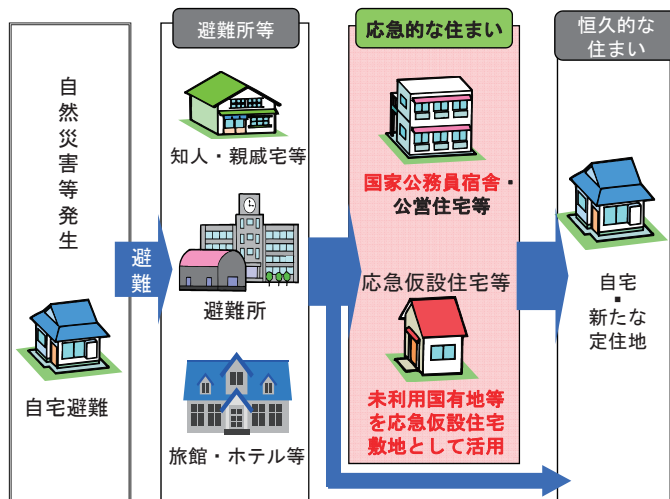 自然災害等発生
自宅避難
避難
避難所等
知人・親戚宅等
避難所
旅館・ホテル等
応急的な住まい
国家公務員宿舎・
公営住宅等
応急仮設住宅等
未利用国有地等
を応急仮設住宅
敷地として活用
恒久的な
住まい
自宅
・
新たな
定住地